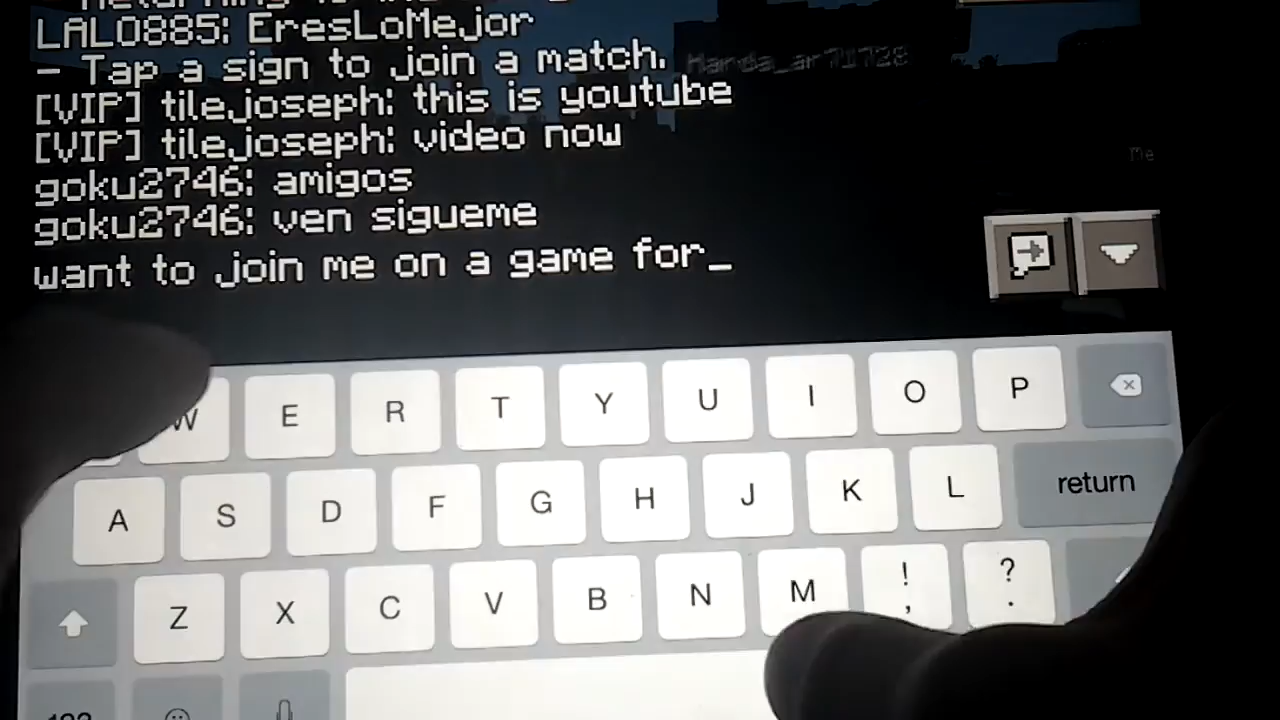 LAL0885: EresLoMejor
- Tap a sign to join a match.
[VIP] tilejoseph: this is youtube
[VIP] tilejoseph: video now
goku2746: amigos
goku2746: ven sigueme
want to join me on a game for_
W E R T Y U I O P
A S D F G H J K L return
Z X C V B N M ! , ? .